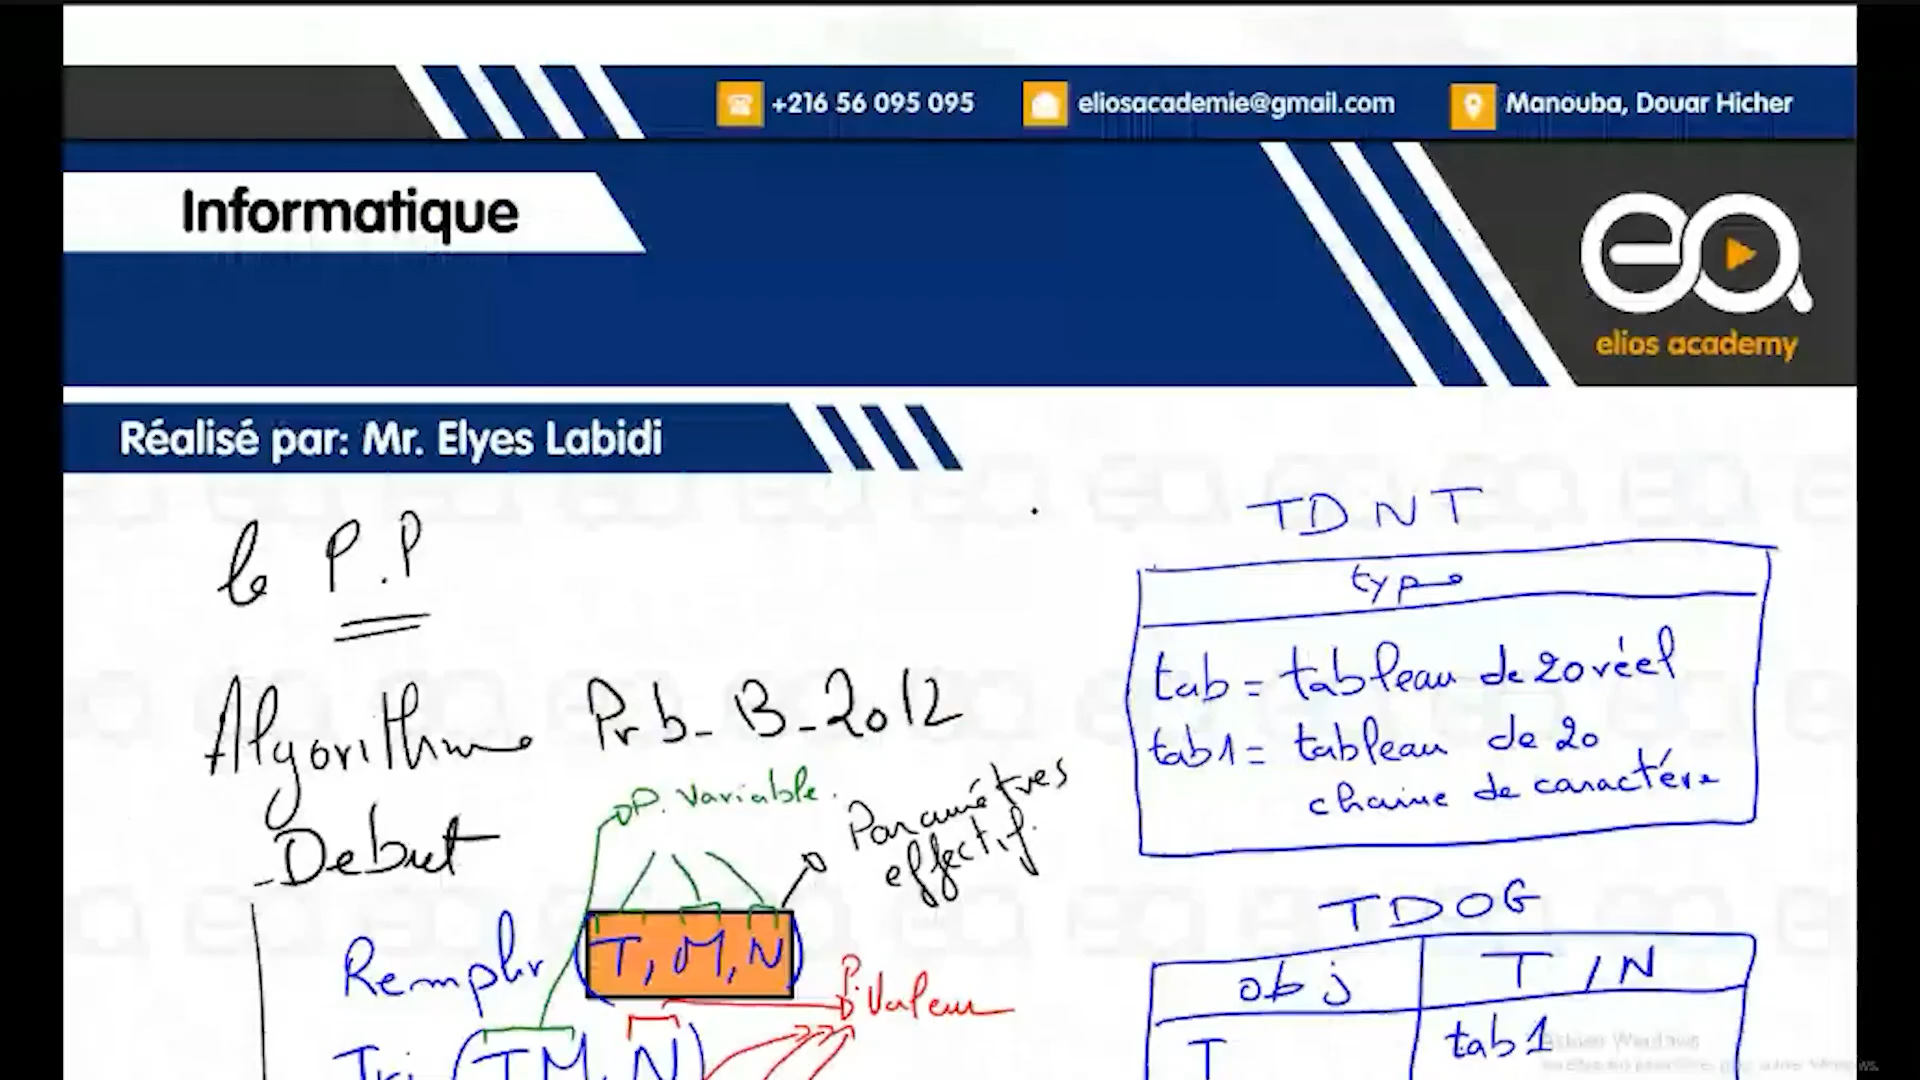 +216 56 095 095
eliosacademie@gmail.com
Manouba, Douar Hicher
Informatique
elios academy
Réalisé par: Mr. Elyes Labidi
le P.P
Algorithme Prb_B_2012
Debut
P. Variable.
Paramétres
effectif
Remplir (T, M, N)
P. Valeur
Tri (T, M, N)
TDNT
type
tab = tableau de 20 réel
tab1 = tableau de 20
chaine de caractére
TDOG
obj T/N
T tab1